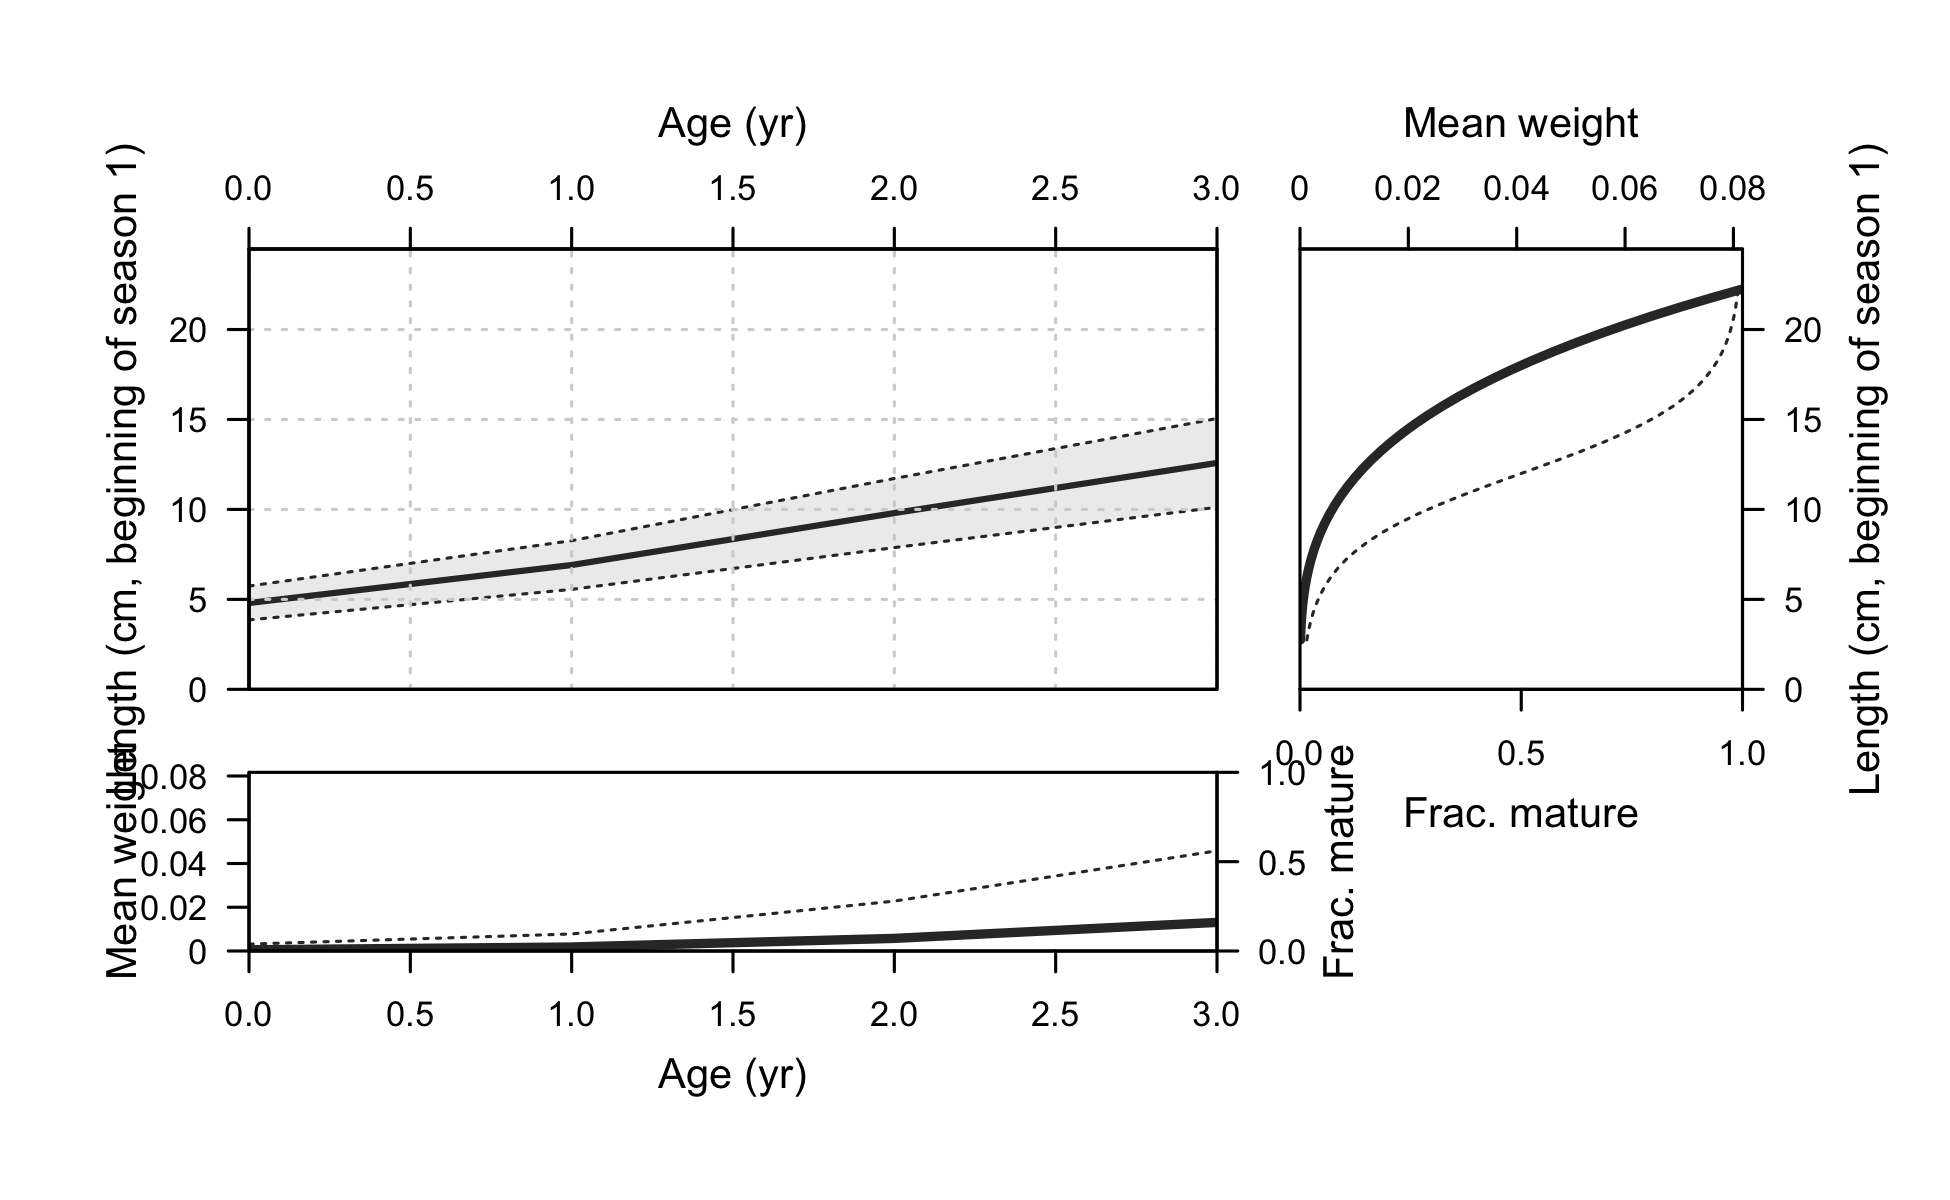 Age (yr)
0.0 0.5 1.0 1.5 2.0 2.5 3.0
Length (cm, beginning of season 1)
20
15
10
5
0
Mean weight
0 0.02 0.04 0.06 0.08
20
15
10
5
0
Length (cm, beginning of season 1)
0.0 0.5 1.0
Frac. mature
Mean weight
0.08
0.06
0.04
0.02
0
1.0
0.5
0.0
Frac. mature
0.0 0.5 1.0 1.5 2.0 2.5 3.0
Age (yr)